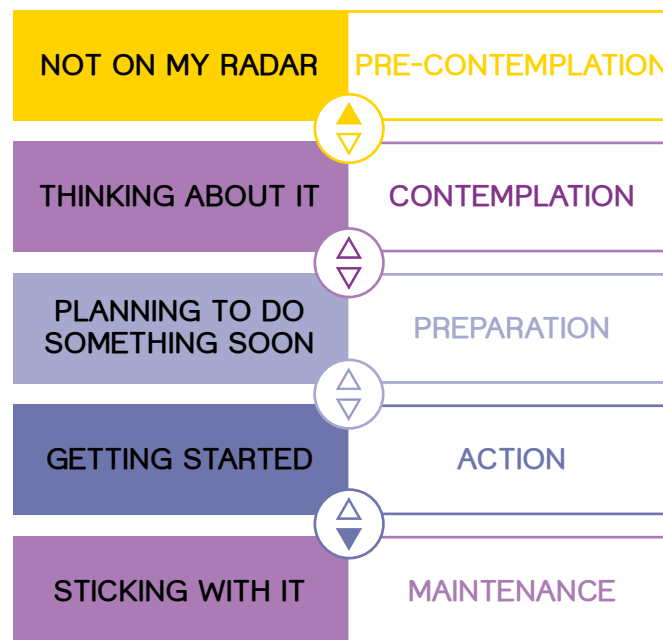 NOT ON MY RADAR
PRE-CONTEMPLATION
THINKING ABOUT IT
CONTEMPLATION
PLANNING TO DO
SOMETHING SOON
PREPARATION
GETTING STARTED
ACTION
STICKING WITH IT
MAINTENANCE